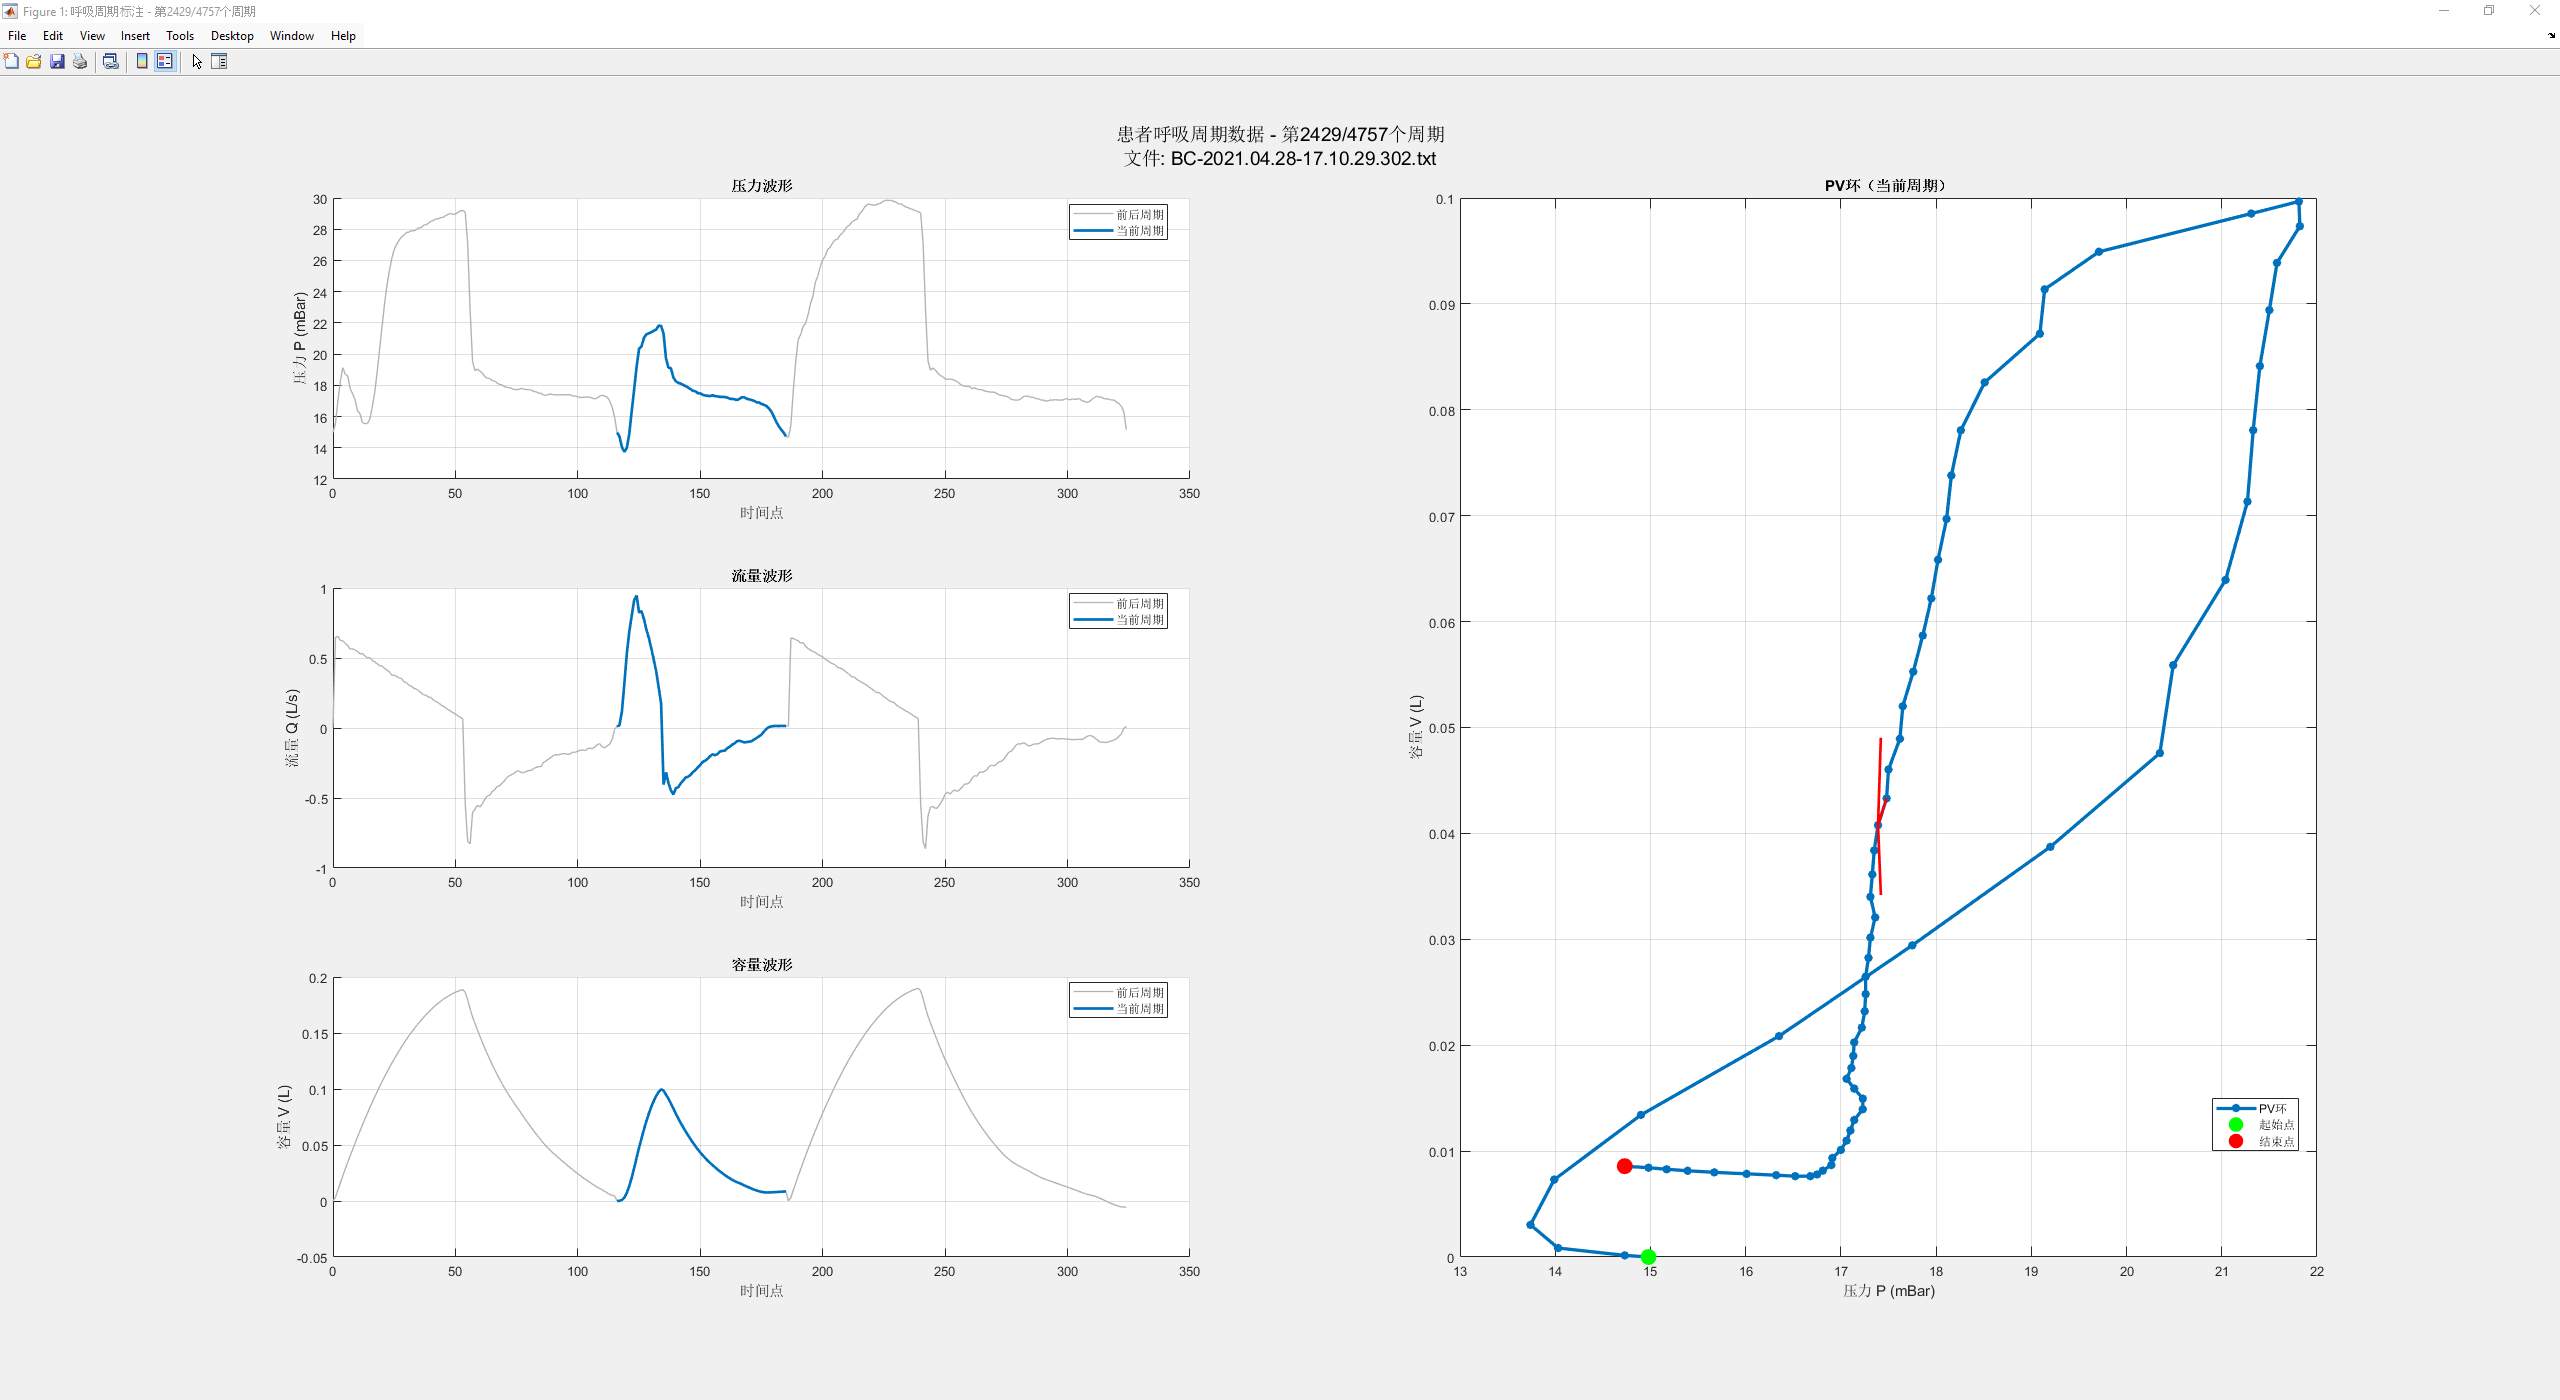 Figure 1: 呼吸周期标注 - 第2429/4757个周期
File Edit View Insert Tools Desktop Window Help
患者呼吸周期数据 - 第2429/4757个周期
文件: BC-2021.04.28-17.10.29.302.txt
压力波形
前后周期
当前周期
压力 P (mBar)
30
28
26
24
22
20
18
16
14
12
0 50 100 150 200 250 300 350
时间点
流量波形
前后周期
当前周期
流量 Q (L/s)
1
0.5
0
-0.5
-1
0 50 100 150 200 250 300 350
时间点
容量波形
前后周期
当前周期
容量 V (L)
0.2
0.15
0.1
0.05
0
-0.05
0 50 100 150 200 250 300 350
时间点
PV环（当前周期）
容量 V (L)
0.1
0.09
0.08
0.07
0.06
0.05
0.04
0.03
0.02
0.01
0
PV环
起始点
结束点
13 14 15 16 17 18 19 20 21 22
压力 P (mBar)